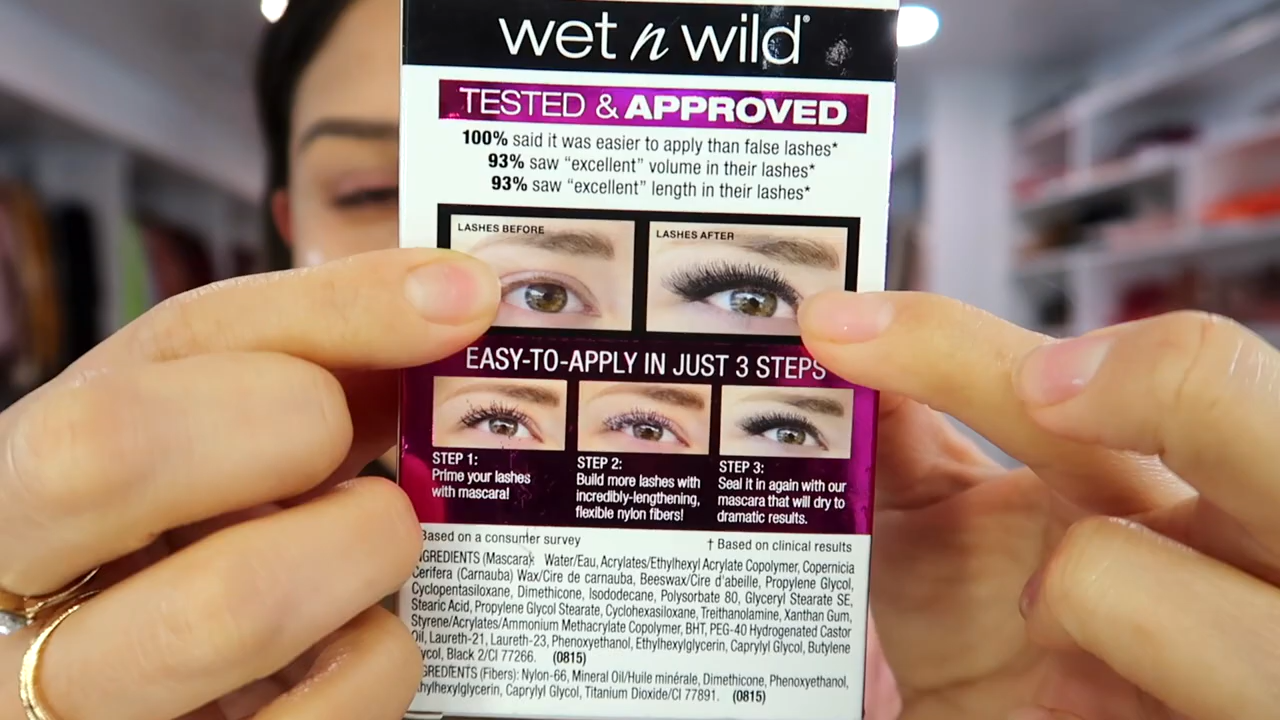 wet n wild®
TESTED & APPROVED
100% said it was easier to apply than false lashes*
93% saw “excellent” volume in their lashes*
93% saw “excellent” length in their lashes*
LASHES BEFORE
LASHES AFTER
EASY-TO-APPLY IN JUST 3 STEPS
STEP 1:
Prime your lashes
with mascara!
STEP 2:
Build more lashes with
incredibly-lengthening,
flexible nylon fibers!
STEP 3:
Seal it in again with our
mascara that will dry to
dramatic results.
Based on a consumer survey
† Based on clinical results
(Mascara): Water/Eau, Acrylates/Ethylhexyl Acrylate Copolymer, Copernicia
Cerifera (Carnauba) Wax/Cire de carnauba, Beeswax/Cire d'abeille, Propylene Glycol,
Cyclopentasiloxane, Dimethicone, Isododecane, Polysorbate 80, Glyceryl Stearate SE,
Stearic Acid, Propylene Glycol Stearate, Cyclohexasiloxane, Treithanolamine, Xanthan Gum,
Styrene/Acrylates/Ammonium Methacrylate Copolymer, BHT, PEG-40 Hydrogenated Castor
Oil, Laureth-21, Laureth-23, Phenoxyethanol, Ethylhexylglycerin, Caprylyl Glycol, Butylene
Black 2/CI 77266. (0815)
(Fibers): Nylon-66, Mineral Oil/Huile minérale, Dimethicone, Phenoxyethanol,
Caprylyl Glycol, Titanium Dioxide/CI 77891. (0815)